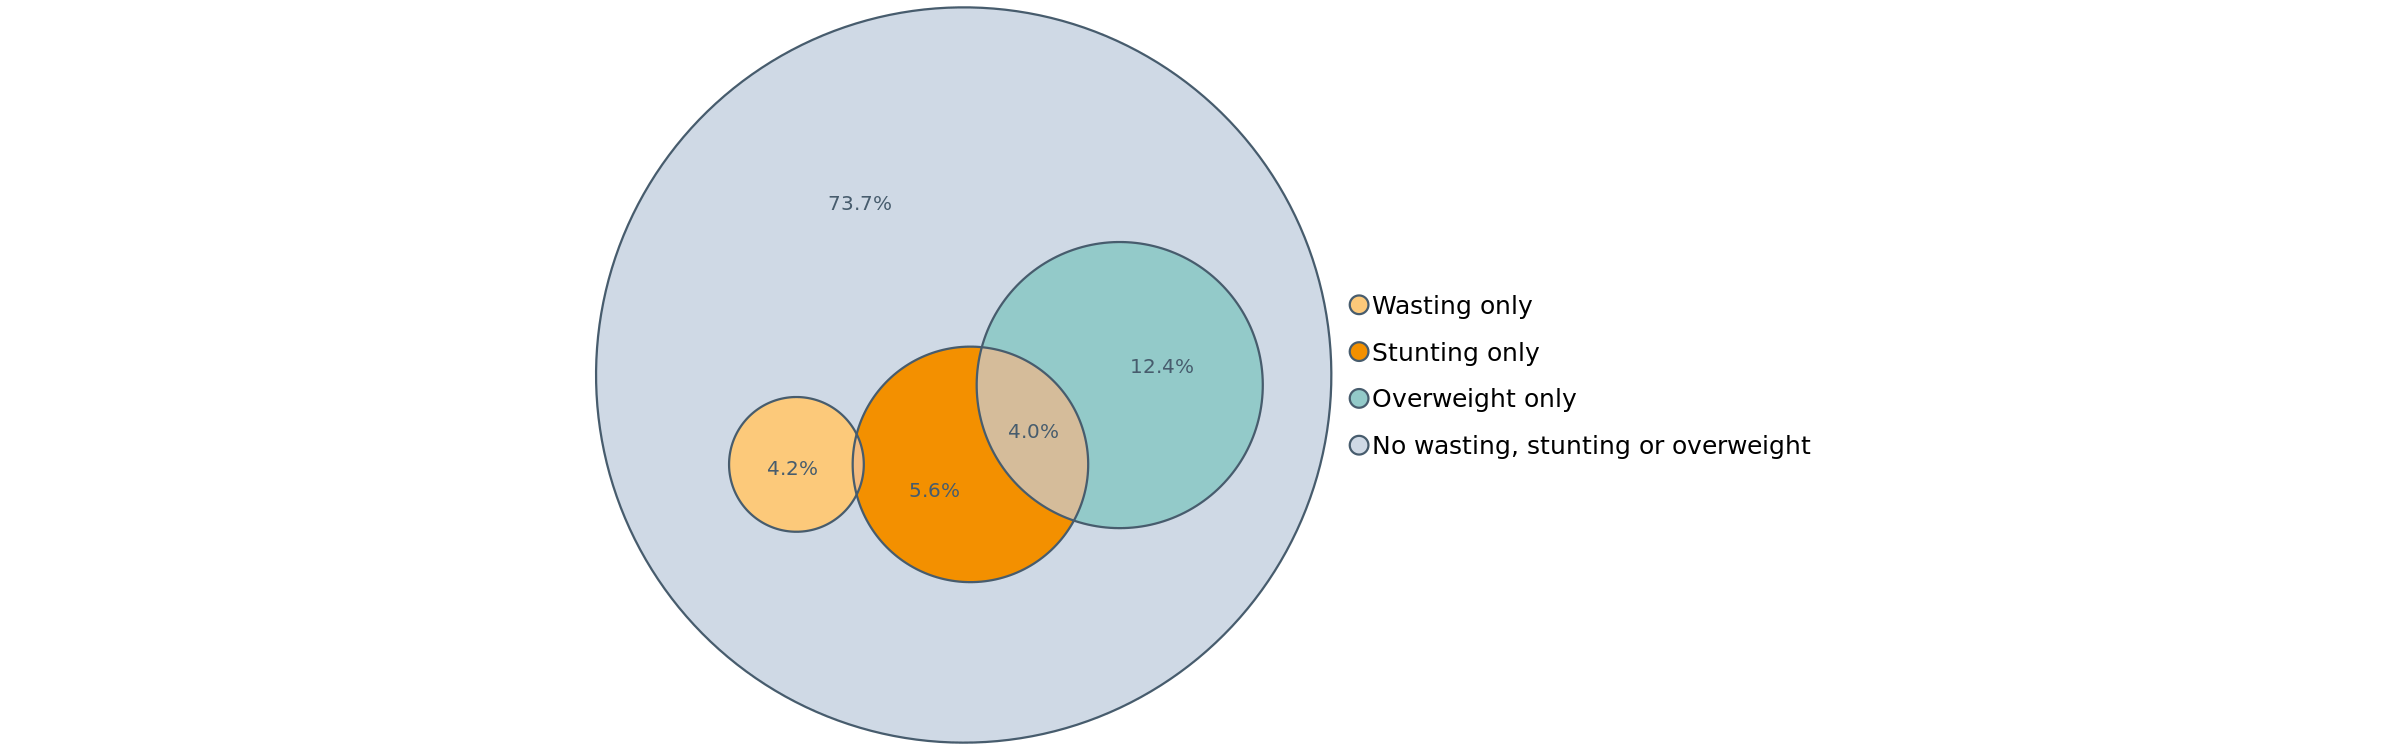 73.7%
12.4%
4.0%
4.2%
5.6%
Wasting only
Stunting only
Overweight only
No wasting, stunting or overweight